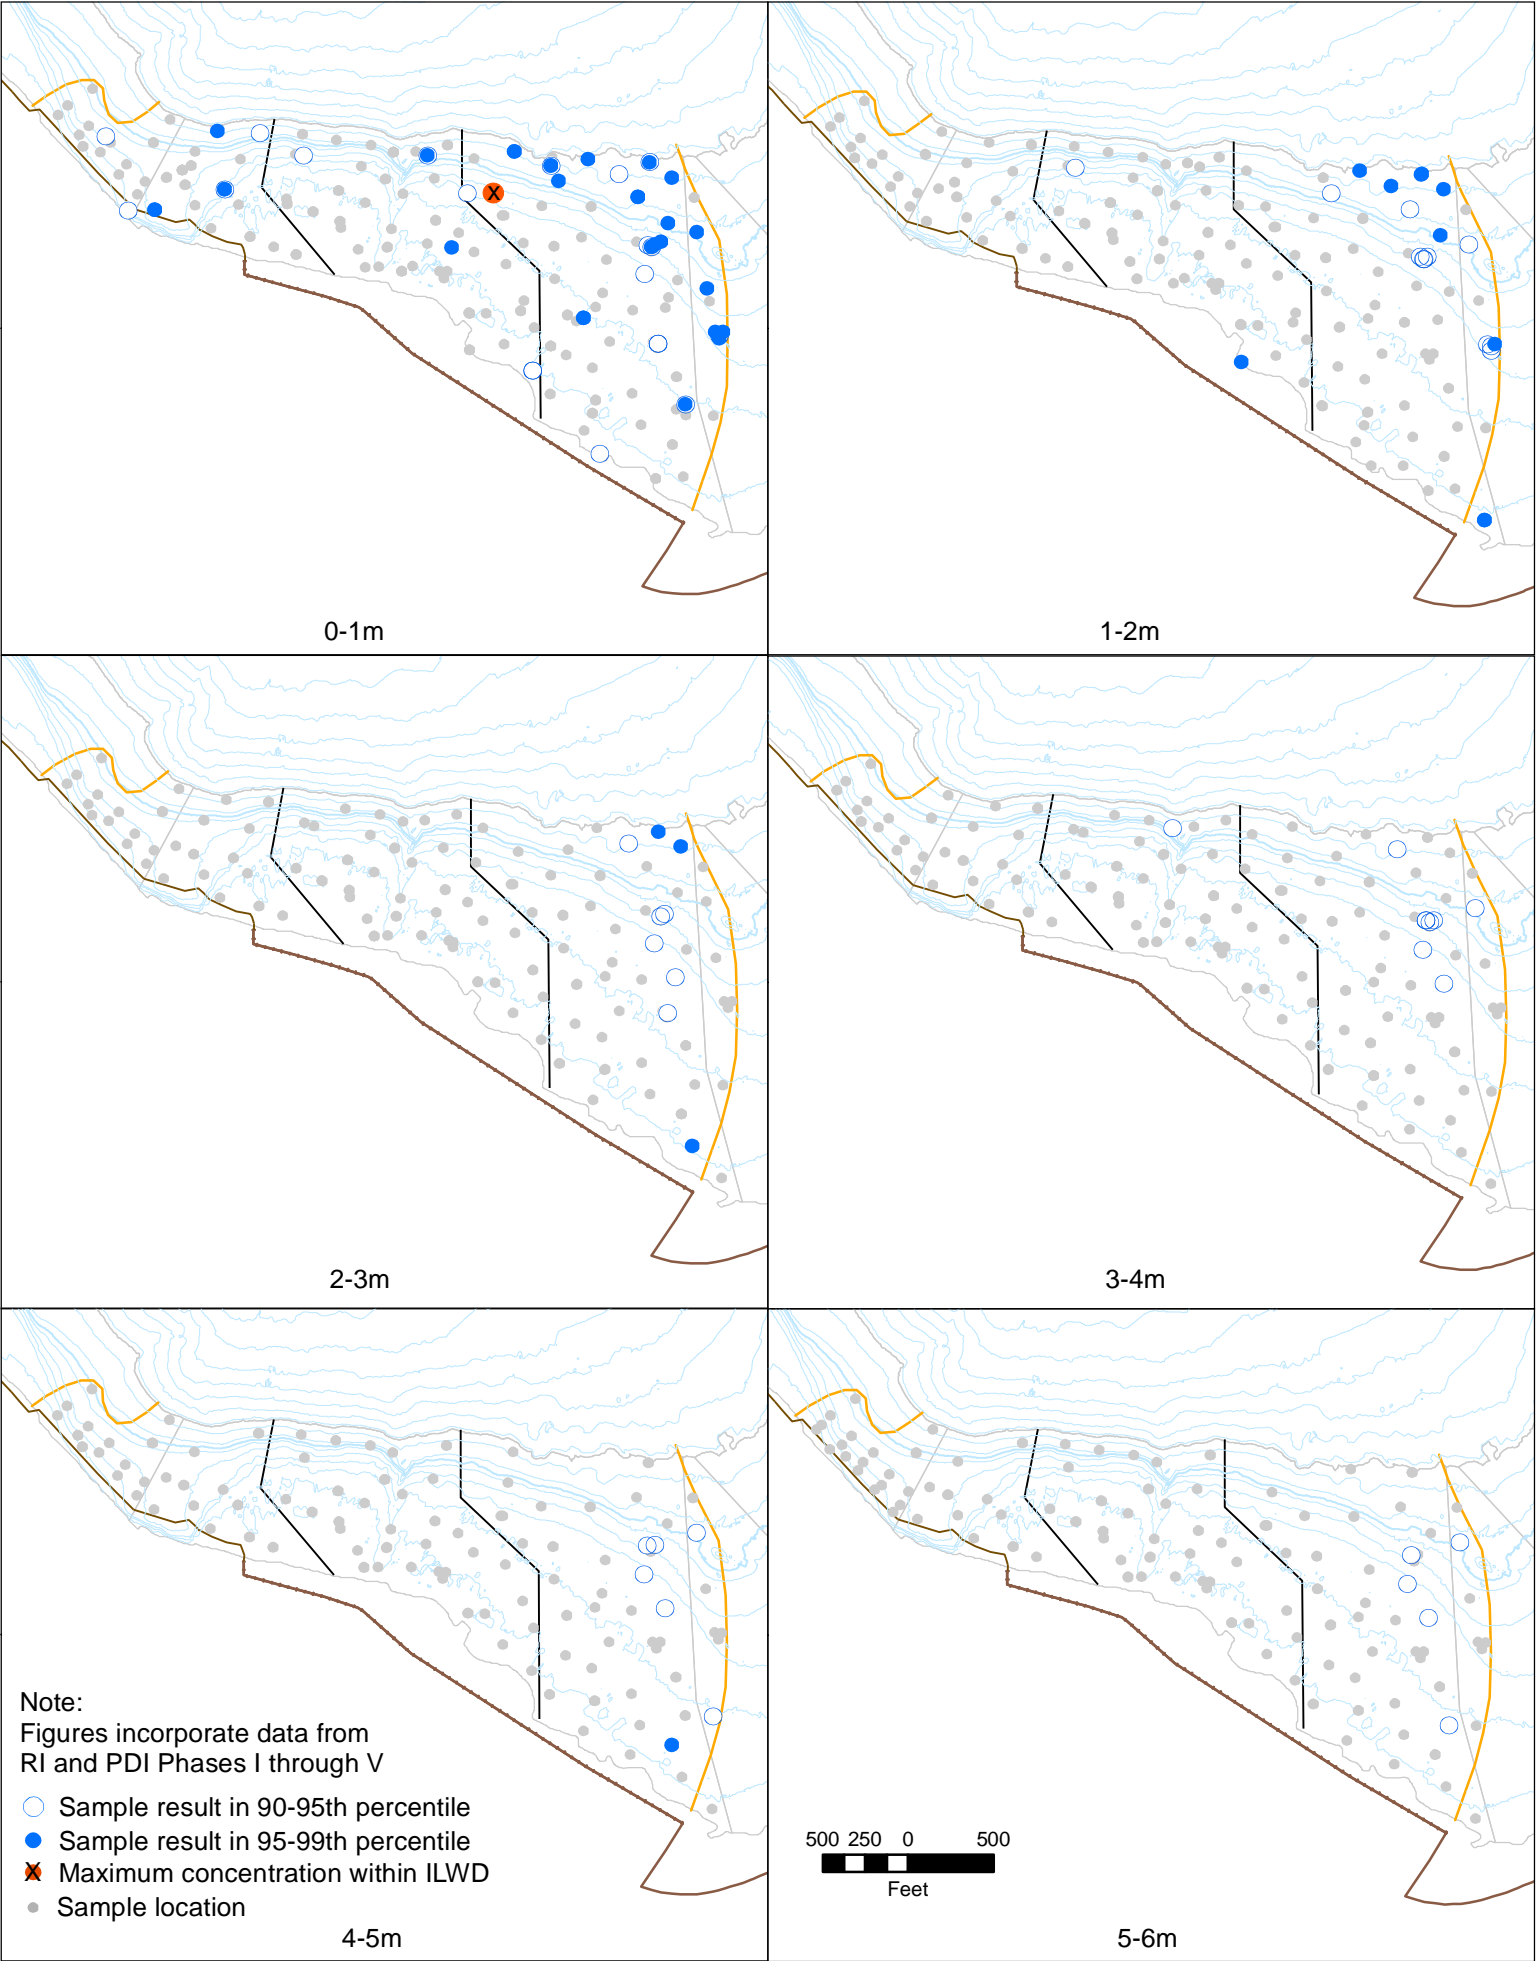 0-1m
1-2m
2-3m
3-4m
Note:
Figures incorporate data from
RI and PDI Phases I through V
Sample result in 90-95th percentile
Sample result in 95-99th percentile
X Maximum concentration within ILWD
Sample location
4-5m
500 250 0 500
Feet
5-6m
X